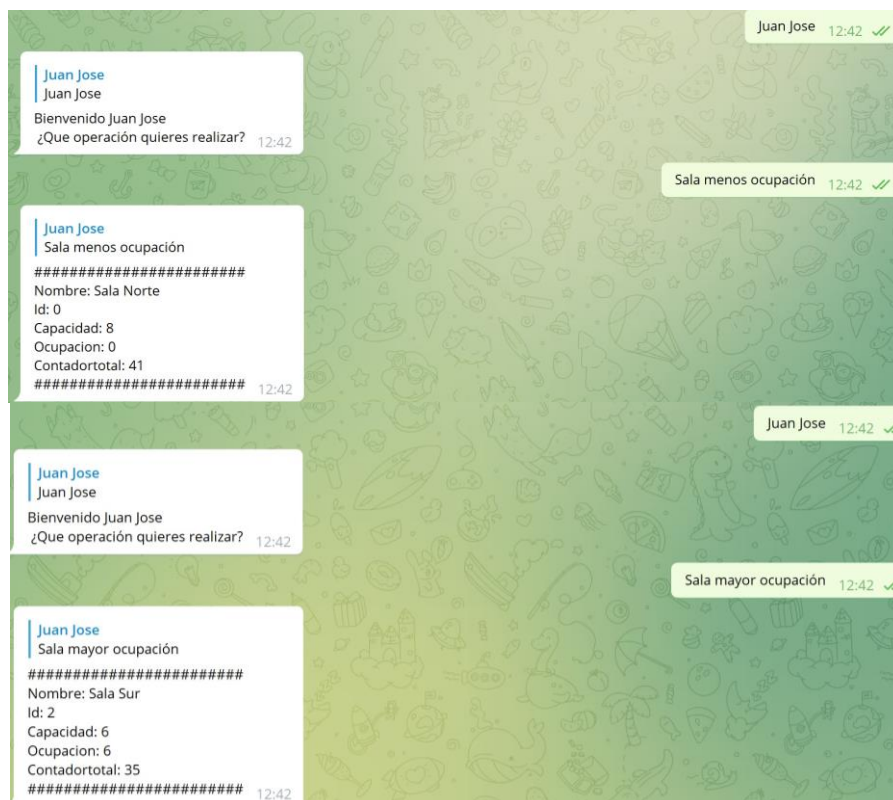 Juan Jose 12:42
Juan Jose
Juan Jose
Bienvenido Juan Jose
¿Que operación quieres realizar? 12:42
Sala menos ocupación 12:42
Juan Jose
Sala menos ocupación
########################
Nombre: Sala Norte
Id: 0
Capacidad: 8
Ocupacion: 0
Contadortotal: 41
######################## 12:42
Juan Jose 12:42
Juan Jose
Juan Jose
Bienvenido Juan Jose
¿Que operación quieres realizar? 12:42
Sala mayor ocupación 12:42
Juan Jose
Sala mayor ocupación
########################
Nombre: Sala Sur
Id: 2
Capacidad: 6
Ocupacion: 6
Contadortotal: 35
######################## 12:42